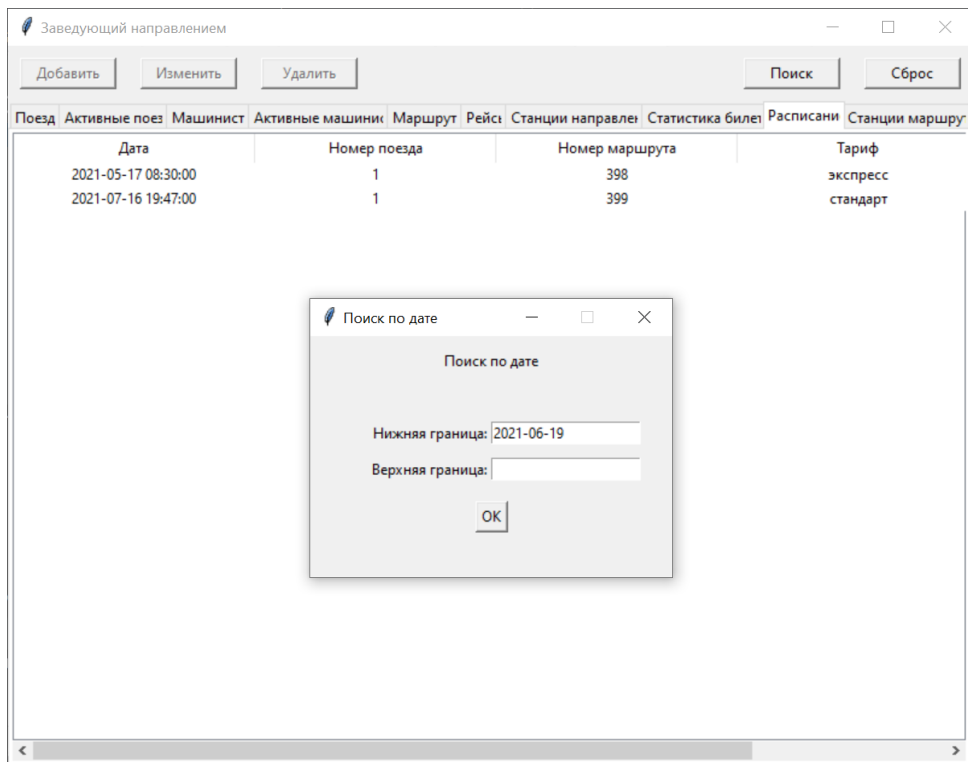 Заведующий направлением
Добавить Изменить Удалить Поиск Сброс
Поезд Активные поез Машинист Активные машини Маршрут Рейсы Станции направле Статистика билет Расписани Станции маршру
Дата Номер поезда Номер маршрута Тариф
2021-05-17 08:30:00 1 398 экспресс
2021-07-16 19:47:00 1 399 стандарт
Поиск по дате
Поиск по дате
Нижняя граница: 2021-06-19
Верхняя граница:
OK